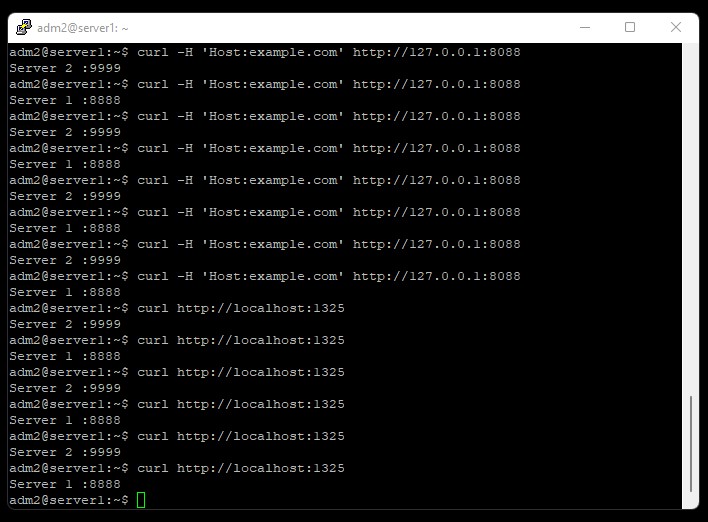 adm2@server1: ~
adm2@server1:~$ curl -H 'Host:example.com' http://127.0.0.1:8088
Server 2 :9999
adm2@server1:~$ curl -H 'Host:example.com' http://127.0.0.1:8088
Server 1 :8888
adm2@server1:~$ curl -H 'Host:example.com' http://127.0.0.1:8088
Server 2 :9999
adm2@server1:~$ curl -H 'Host:example.com' http://127.0.0.1:8088
Server 1 :8888
adm2@server1:~$ curl -H 'Host:example.com' http://127.0.0.1:8088
Server 2 :9999
adm2@server1:~$ curl -H 'Host:example.com' http://127.0.0.1:8088
Server 1 :8888
adm2@server1:~$ curl -H 'Host:example.com' http://127.0.0.1:8088
Server 2 :9999
adm2@server1:~$ curl -H 'Host:example.com' http://127.0.0.1:8088
Server 1 :8888
adm2@server1:~$ curl http://localhost:1325
Server 2 :9999
adm2@server1:~$ curl http://localhost:1325
Server 1 :8888
adm2@server1:~$ curl http://localhost:1325
Server 2 :9999
adm2@server1:~$ curl http://localhost:1325
Server 1 :8888
adm2@server1:~$ curl http://localhost:1325
Server 2 :9999
adm2@server1:~$ curl http://localhost:1325
Server 1 :8888
adm2@server1:~$